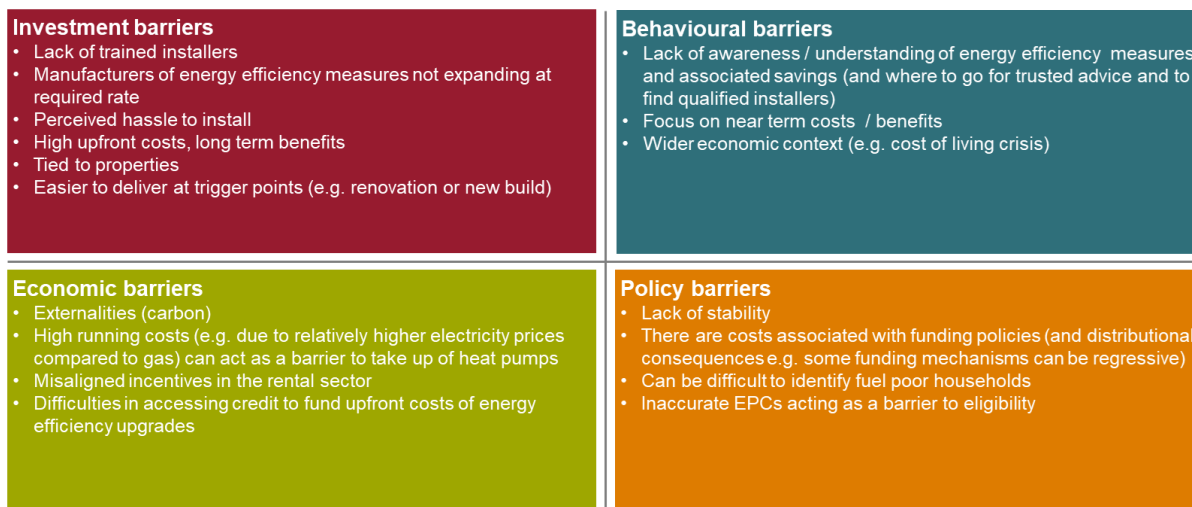 Investment barriers
• Lack of trained installers
• Manufacturers of energy efficiency measures not expanding at
required rate
• Perceived hassle to install
• High upfront costs, long term benefits
• Tied to properties
• Easier to deliver at trigger points (e.g. renovation or new build)
Behavioural barriers
• Lack of awareness / understanding of energy efficiency measures
and associated savings (and where to go for trusted advice and to
find qualified installers)
• Focus on near term costs / benefits
• Wider economic context (e.g. cost of living crisis)
Economic barriers
• Externalities (carbon)
• High running costs (e.g. due to relatively higher electricity prices
compared to gas) can act as a barrier to take up of heat pumps
• Misaligned incentives in the rental sector
• Difficulties in accessing credit to fund upfront costs of energy
efficiency upgrades
Policy barriers
• Lack of stability
• There are costs associated with funding policies (and distributional
consequences e.g. some funding mechanisms can be regressive)
• Can be difficult to identify fuel poor households
• Inaccurate EPCs acting as a barrier to eligibility